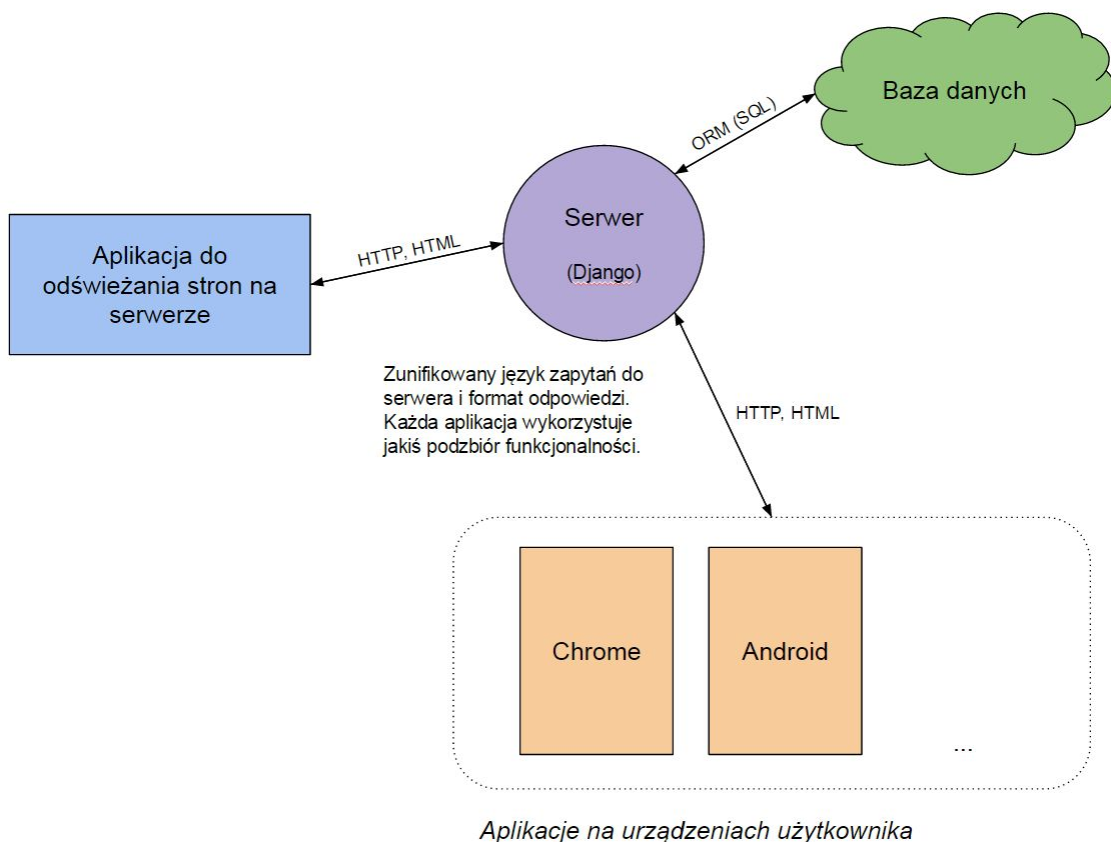 Baza danych
ORM (SQL)
Serwer
(Django)
HTTP, HTML
Aplikacja do
odświeżania stron na
serwerze
Zunifikowany język zapytań do
serwera i format odpowiedzi.
Każda aplikacja wykorzystuje
jakiś podzbiór funkcjonalności.
HTTP, HTML
Chrome
Android
...
Aplikacje na urządzeniach użytkownika